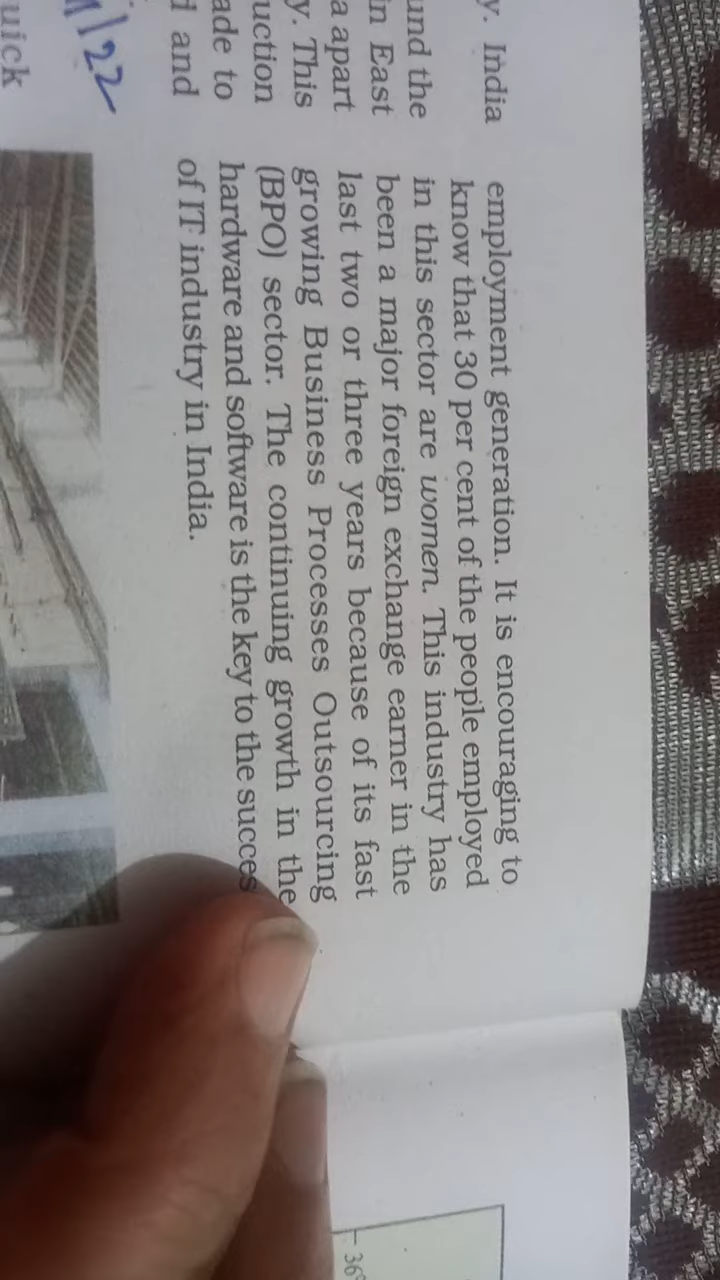 y. India
und the
in East
a apart
y. This
uction
ade to
d and
/22
uick
employment generation. It is encouraging to
know that 30 per cent of the people employed
in this sector are women. This industry has
been a major foreign exchange earner in the
last two or three years because of its fast
growing Business Processes Outsourcing
(BPO) sector. The continuing growth in the
hardware and software is the key to the succes
of IT industry in India.
36°